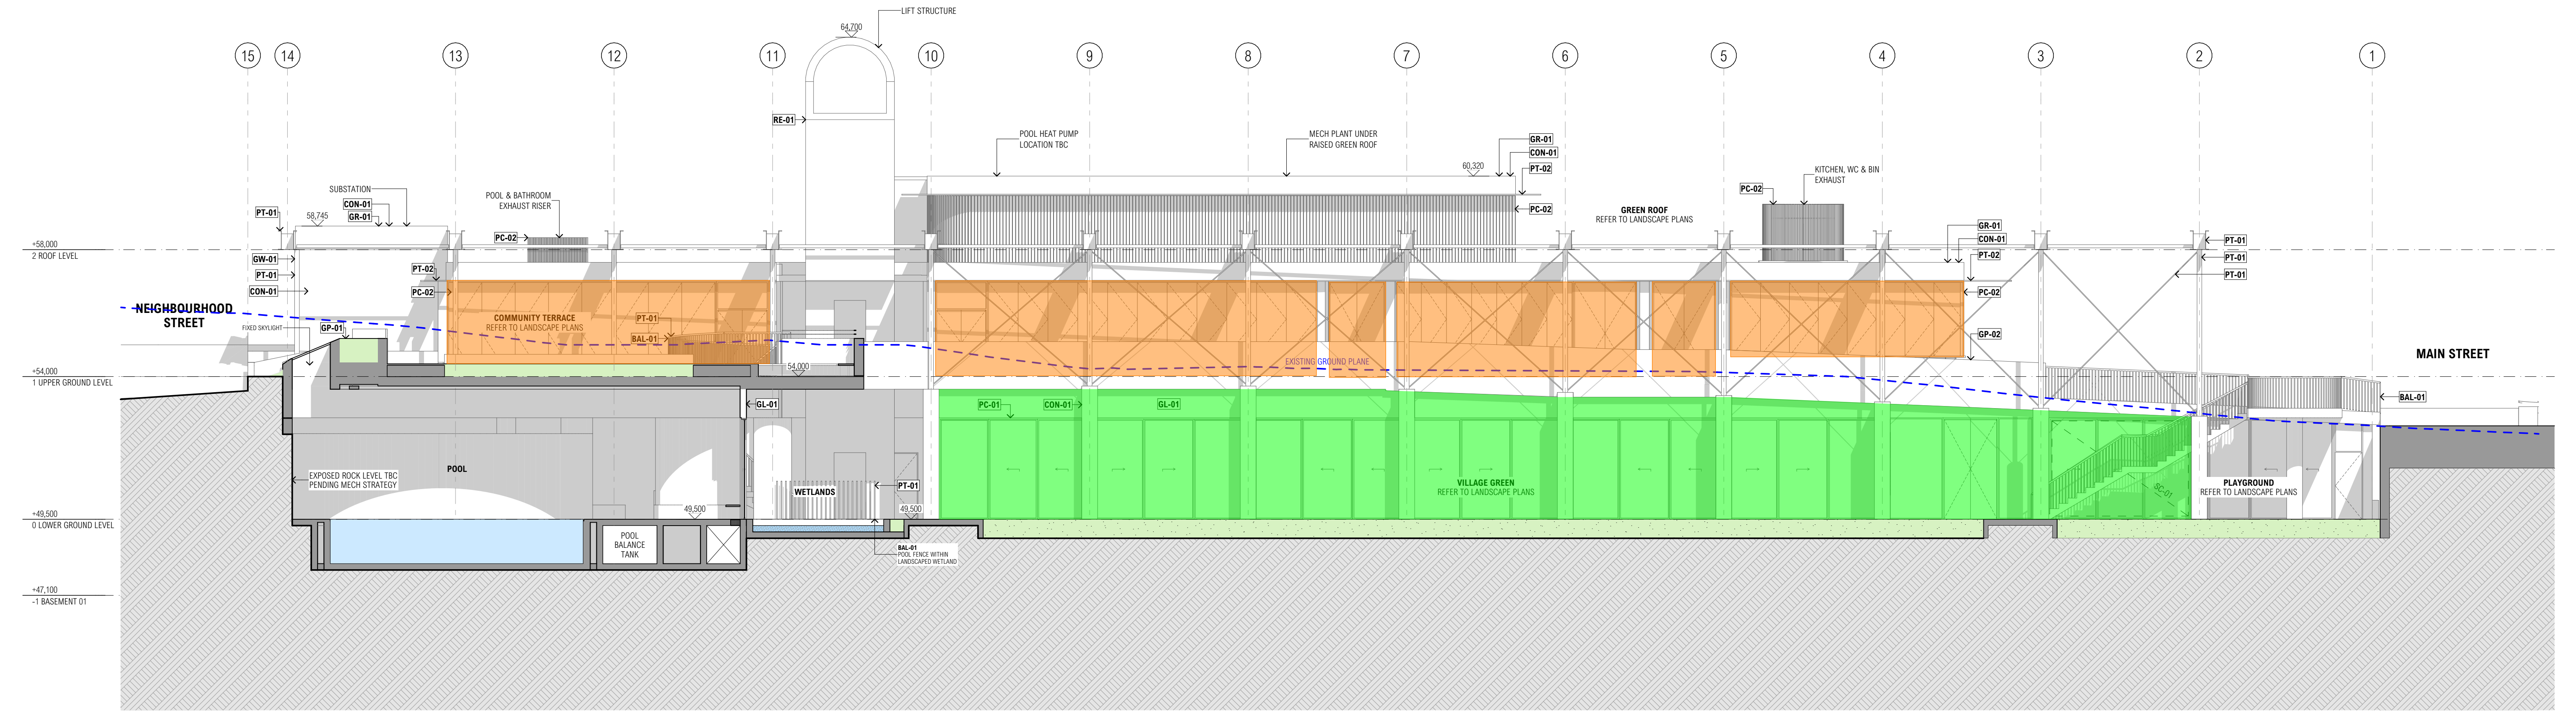 LIFT STRUCTURE
64,700
15
14
13
12
11
10
9
8
7
6
5
4
3
2
1
RE-01
POOL HEAT PUMP
LOCATION TBC
MECH PLANT UNDER
RAISED GREEN ROOF
GR-01
CON-01
60,320
PT-02
KITCHEN, WC & BIN
EXHAUST
PC-02
SUBSTATION
CON-01
GR-01
PT-01
58,745
POOL & BATHROOM
EXHAUST RISER
PC-02
PC-02
GREEN ROOF
REFER TO LANDSCAPE PLANS
GR-01
CON-01
PT-01
+58,000
2 ROOF LEVEL
GW-01
PT-01
CON-01
PT-02
PC-02
PT-02
PC-02
PT-01
PT-01
NEIGHBOURHOOD
STREET
FIXED SKYLIGHT
GP-01
COMMUNITY TERRACE
REFER TO LANDSCAPE PLANS
PT-01
BAL-01
GP-02
EXISTING GROUND PLANE
MAIN STREET
54,000
+54,000
1 UPPER GROUND LEVEL
GL-01
PC-01
CON-01
GL-01
BAL-01
POOL
EXPOSED ROCK LEVEL TBC
PENDING MECH STRATEGY
WETLANDS
PT-01
VILLAGE GREEN
REFER TO LANDSCAPE PLANS
SC-01
PLAYGROUND
REFER TO LANDSCAPE PLANS
49,500
49,500
+49,500
0 LOWER GROUND LEVEL
POOL
BALANCE
TANK
BAL-01
POOL FENCE WITHIN
LANDSCAPED WETLAND
+47,100
-1 BASEMENT 01